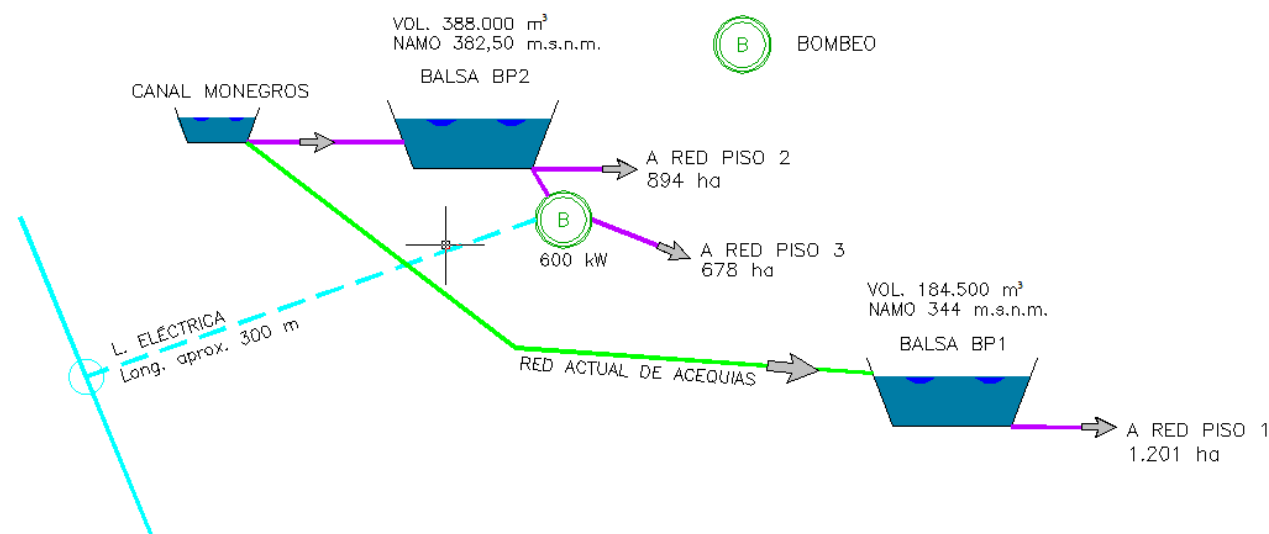 VOL. 388.000 m³
NAMO 382,50 m.s.n.m.
BALSA BP2
B
BOMBEO
CANAL MONEGROS
A RED PISO 2
894 ha
B
600 kW
A RED PISO 3
678 ha
L. ELÉCTRICA
Long. aprox. 300 m
VOL. 184.500 m³
NAMO 344 m.s.n.m.
BALSA BP1
RED ACTUAL DE ACEQUIAS
A RED PISO 1
1.201 ha